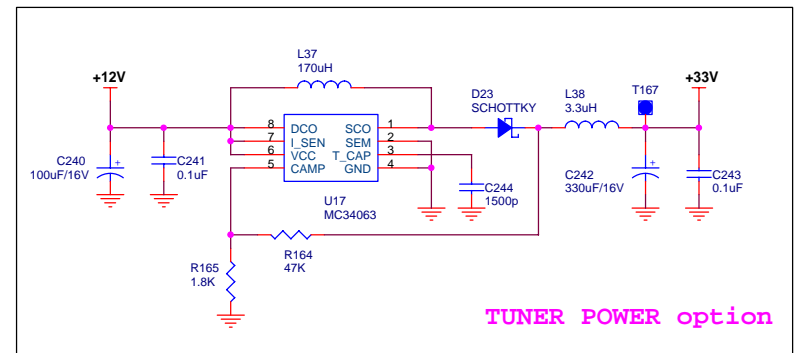 L37
170uH
+12V
D23
SCHOTTKY
L38
3.3uH
T167
+33V
8 DCO SCO 1
7 I_SEN SEM 2
6 VCC T_CAP 3
5 CAMP GND 4
C240
100uF/16V
+
C241
0.1uF
U17
MC34063
C244
1500p
C242
330uF/16V
+
C243
0.1uF
R164
47K
R165
1.8K
TUNER POWER option